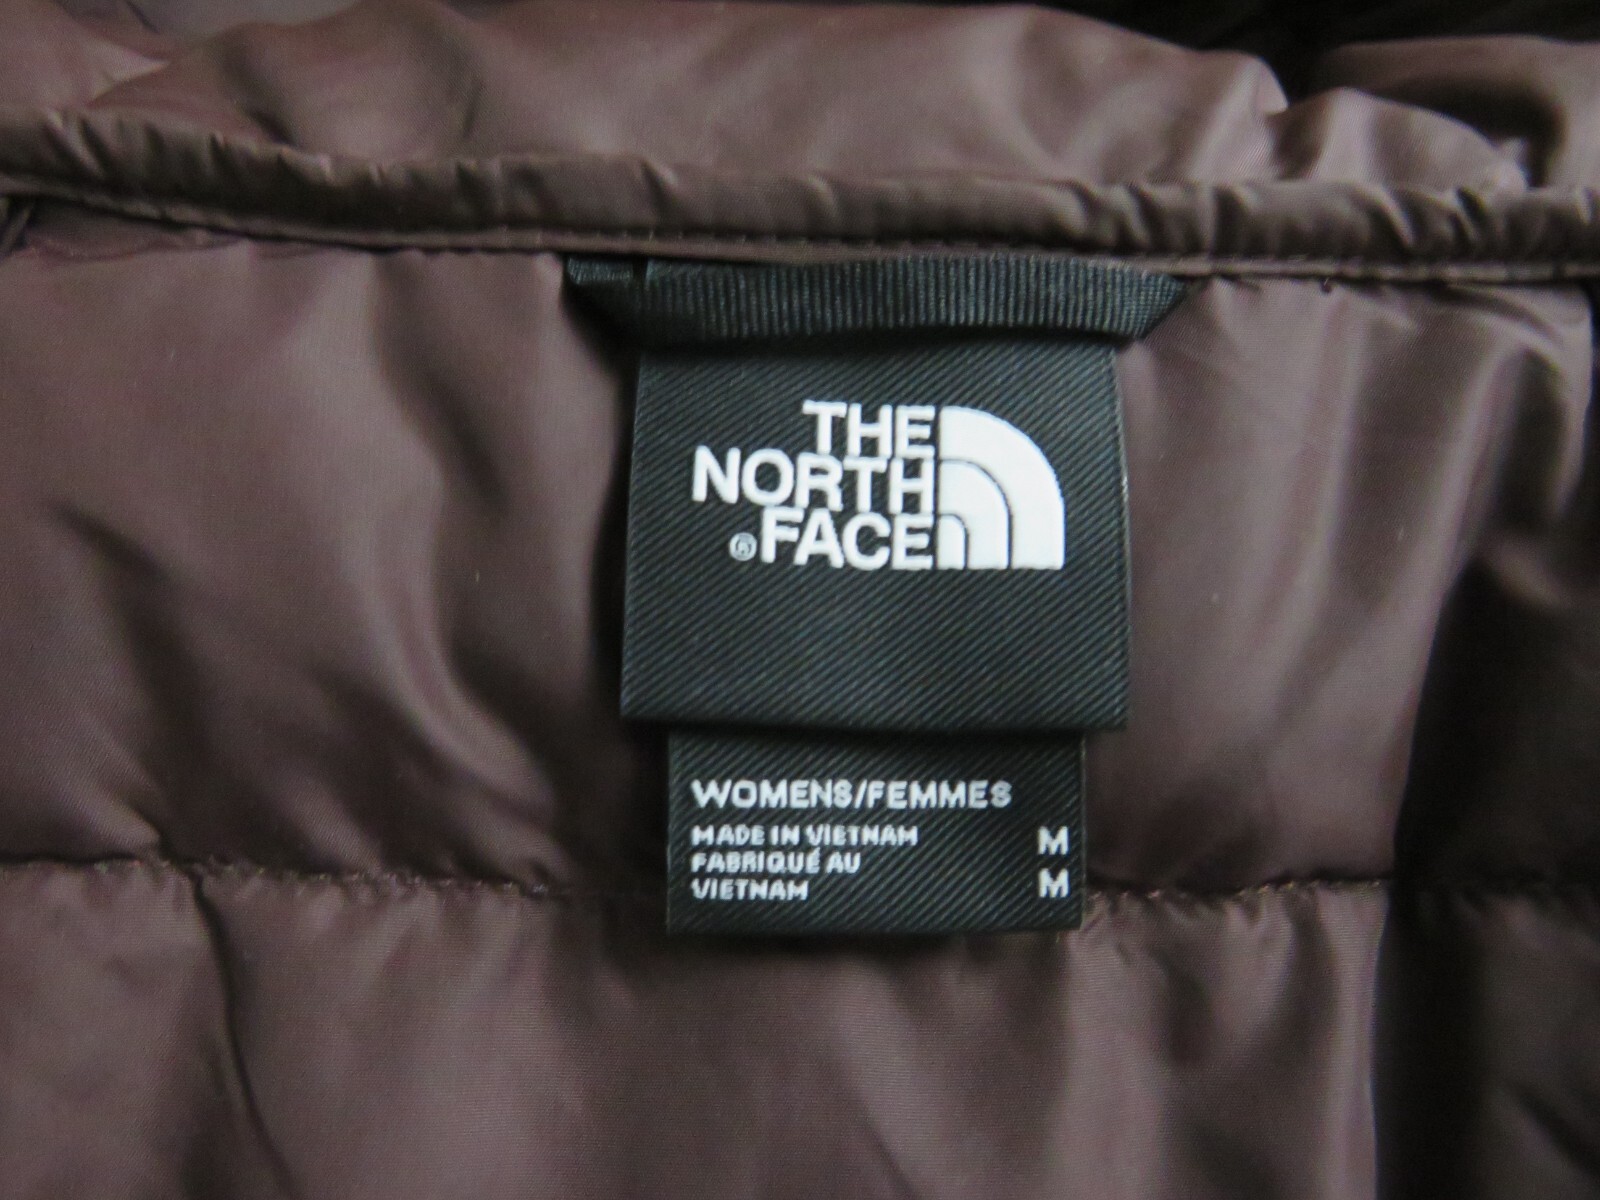 THE
NORTH
®FACE
WOMENS/FEMMES
MADE IN VIETNAM M
FABRIQUÉ AU
VIETNAM M